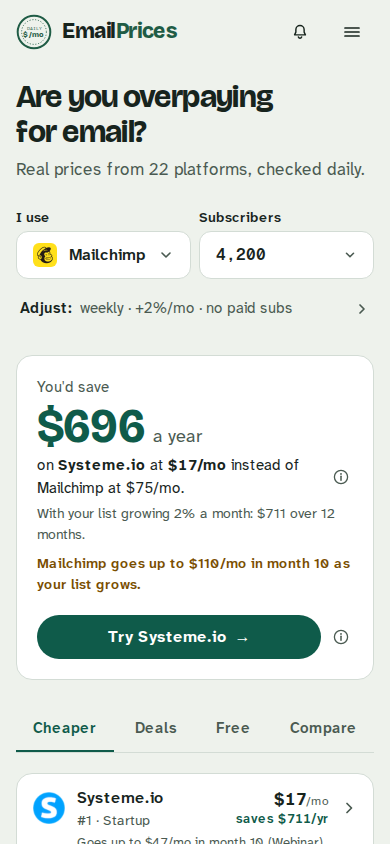 DAILY
$/mo
EmailPrices
Are you overpaying
for email?
Real prices from 22 platforms, checked daily.
I use
Subscribers
Mailchimp
4,200
Adjust: weekly · +2%/mo · no paid subs
You'd save
$696 a year
on Systeme.io at $17/mo instead of
Mailchimp at $75/mo.
With your list growing 2% a month: $711 over 12
months.
Mailchimp goes up to $110/mo in month 10 as
your list grows.
Try Systeme.io →
Cheaper
Deals
Free
Compare
S
Systeme.io
$17/mo
#1 · Startup
saves $711/yr
Goes up to $47/mo in month 10 (Webinar)